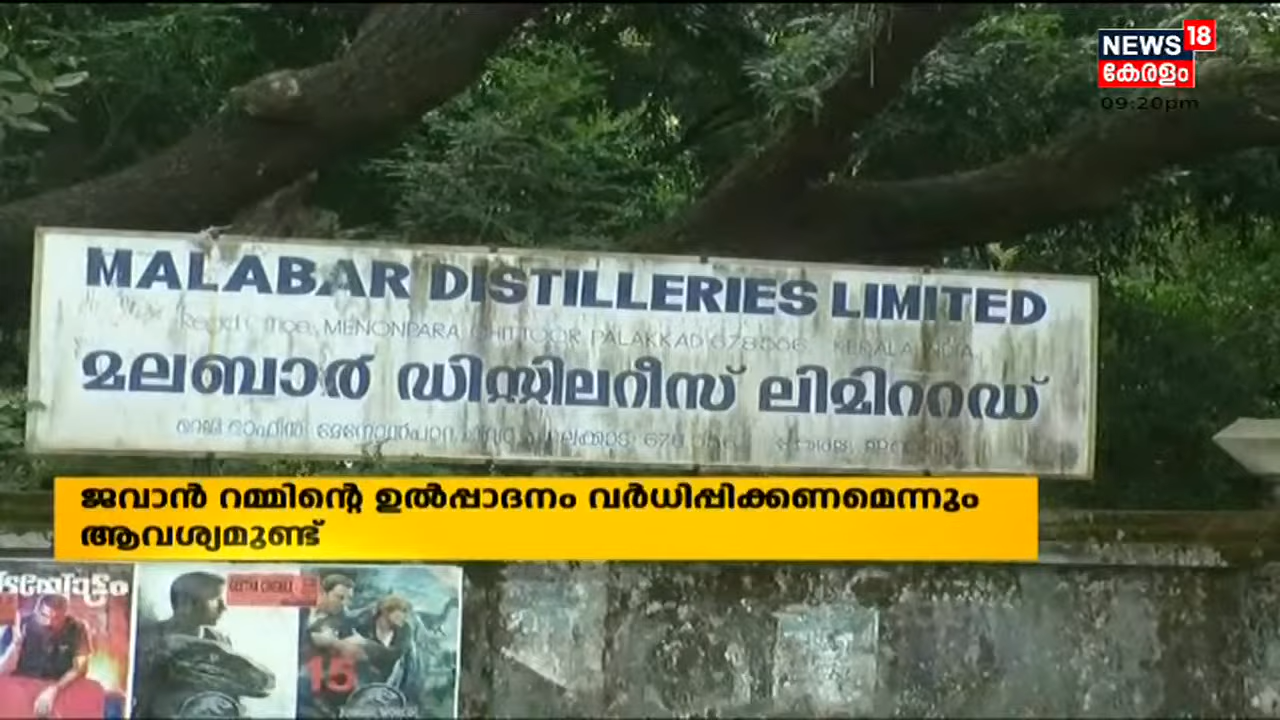 NEWS 18
കേരളം
09:20pm
MALABAR DISTILLERIES LIMITED
MENONPARA, CHITTOOR, PALAKKAD KERALA, INDIA
മലബാർ ഡിസ്റ്റിലറീസ് ലിമിററഡ്
ജവാൻ റമ്മിന്റെ ഉൽപ്പാദനം വർധിപ്പിക്കണമെന്നും
ആവശ്യമുണ്ട്
15